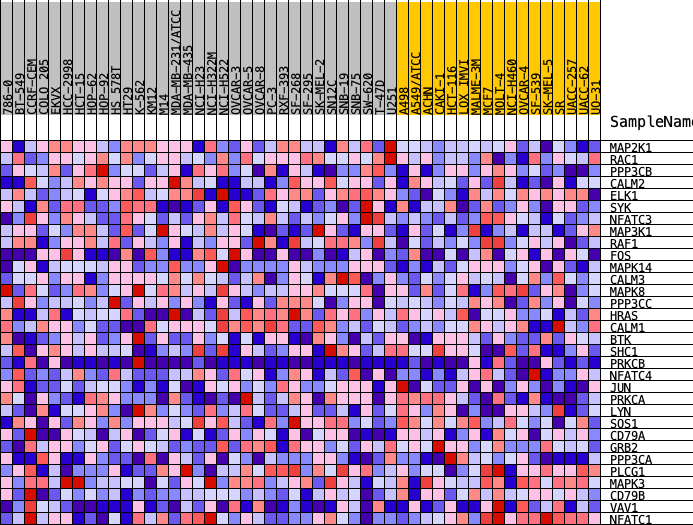 786-0
BT-549
CCRF-CEM
COLO 205
EKVX
HCC-2998
HCT-15
HOP-62
HOP-92
HS 578T
HT29
K-562
KM12
M14
MDA-MB-231/ATCC
MDA-MB-435
NCI-H23
NCI-H322M
NCI-H522
OVCAR-3
OVCAR-5
OVCAR-8
PC-3
RXF-393
SF-268
SF-295
SK-MEL-2
SN12C
SNB-19
SNB-75
SW-620
T-47D
U251
A498
A549/ATCC
ACHN
CAKI-1
HCT-116
LOX IMVI
MALME-3M
MCF7
MOLT-4
NCI-H460
OVCAR-4
SF-539
SK-MEL-5
SR
UACC-257
UACC-62
UO-31
SampleName
MAP2K1
RAC1
PPP3CB
CALM2
ELK1
SYK
NFATC3
MAP3K1
RAF1
FOS
MAPK14
CALM3
MAPK8
PPP3CC
HRAS
CALM1
BTK
SHC1
PRKCB
NFATC4
JUN
PRKCA
LYN
SOS1
CD79A
GRB2
PPP3CA
PLCG1
MAPK3
CD79B
VAV1
NFATC1